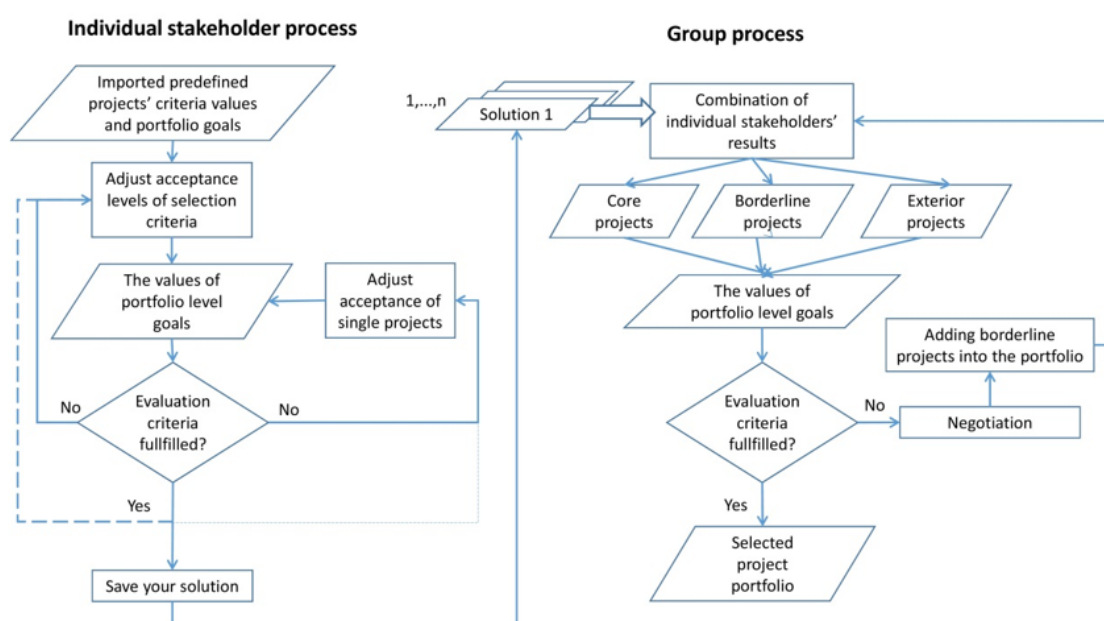 Individual stakeholder process
Imported predefined
projects' criteria values
and portfolio goals
Adjust acceptance
levels of selection
criteria
The values of
portfolio level
goals
Adjust
acceptance of
single projects
No
Evaluation
criteria
fullfilled?
No
Yes
Save your solution
Group process
1,...,n
Solution 1
Combination of
individual stakeholders'
results
Core
projects
Borderline
projects
Exterior
projects
The values of
portfolio level goals
Adding borderline
projects into the portfolio
Evaluation
criteria
fullfilled?
No
Negotiation
Yes
Selected
project
portfolio